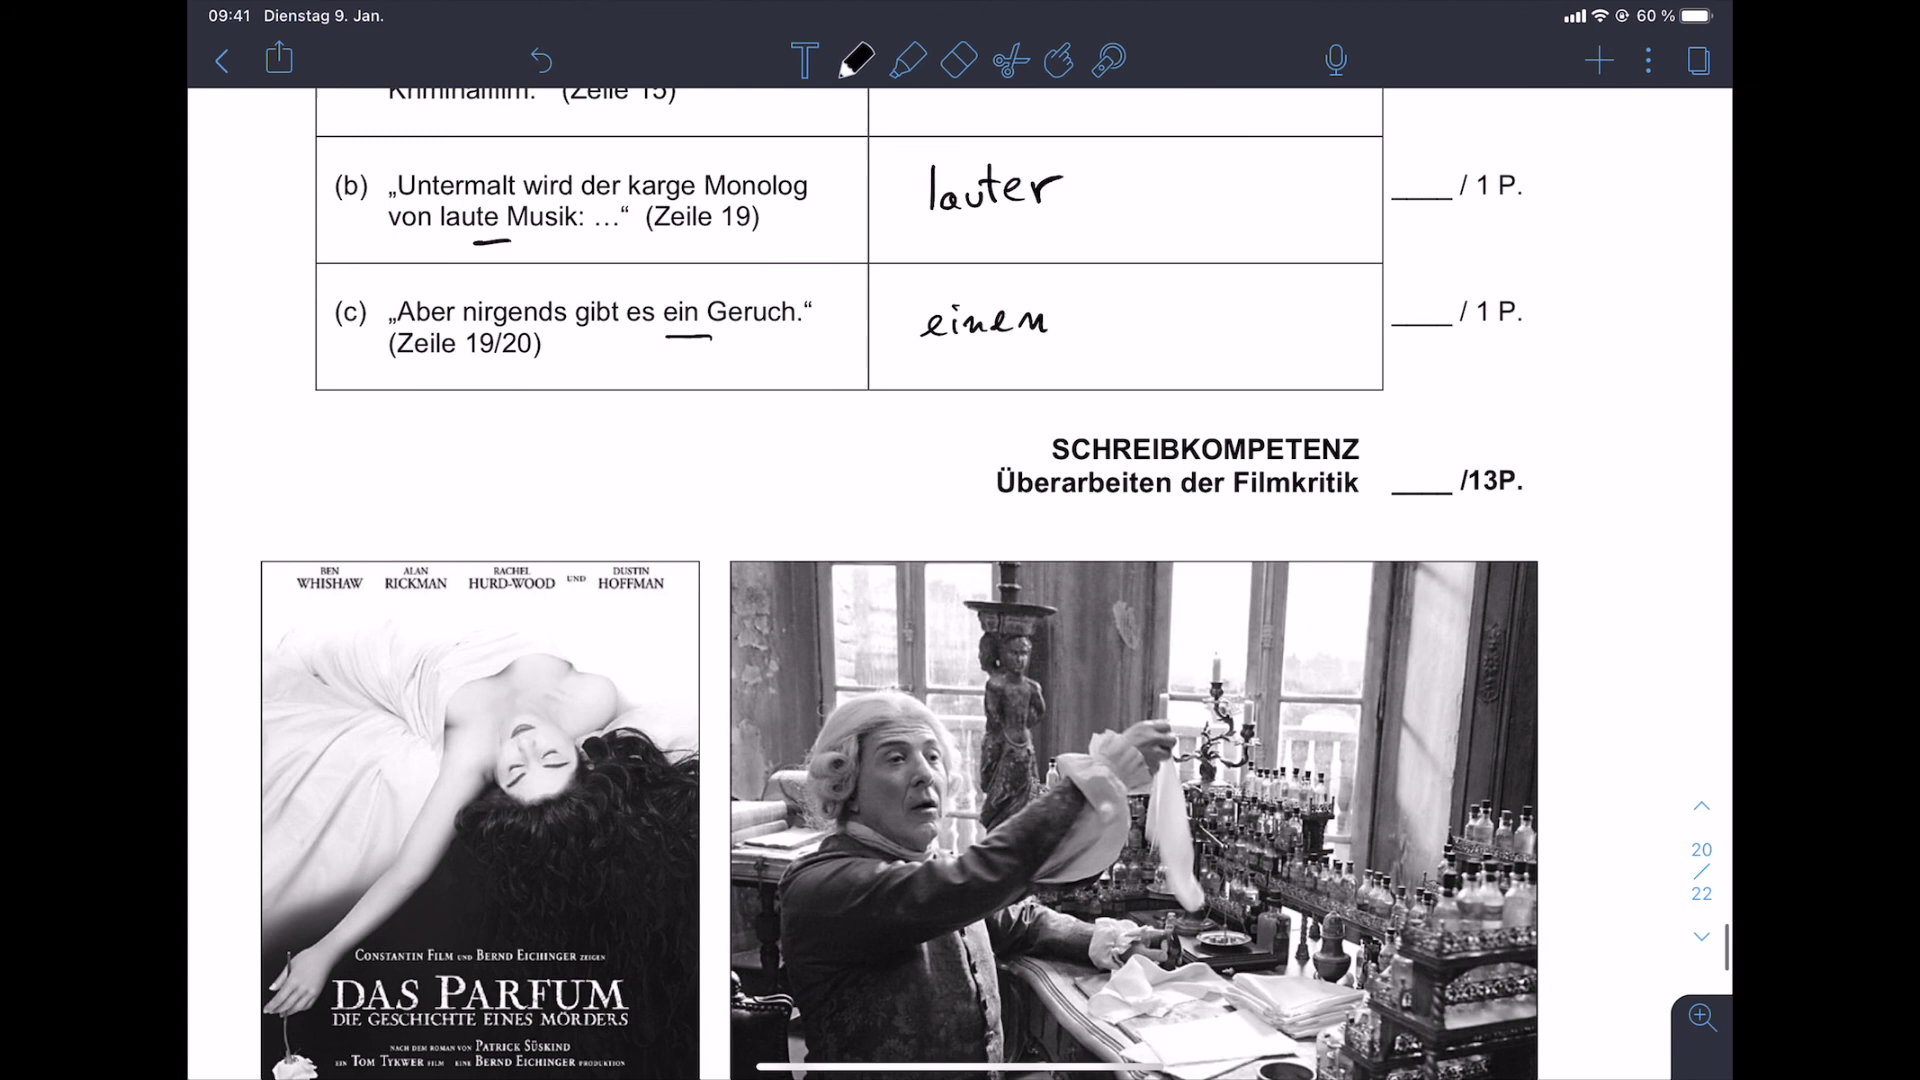 09:41 Dienstag 9. Jan.
60 %
Kriminalfilm." (Zeile 15)
(b) „Untermalt wird der karge Monolog
von laute Musik: …“ (Zeile 19)
lauter
____ / 1 P.
(c) „Aber nirgends gibt es ein Geruch.“
(Zeile 19/20)
einen
____ / 1 P.
SCHREIBKOMPETENZ
Überarbeiten der Filmkritik ____ /13P.
BEN WHISHAW ALAN RICKMAN RACHEL HURD-WOOD UND DUSTIN HOFFMAN
CONSTANTIN FILM UND BERND EICHINGER ZEIGEN
DAS PARFUM
DIE GESCHICHTE EINES MÖRDERS
NACH DEM ROMAN VON PATRICK SÜSKIND
EIN TOM TYKWER FILM EINE BERND EICHINGER PRODUKTION
20
/
22